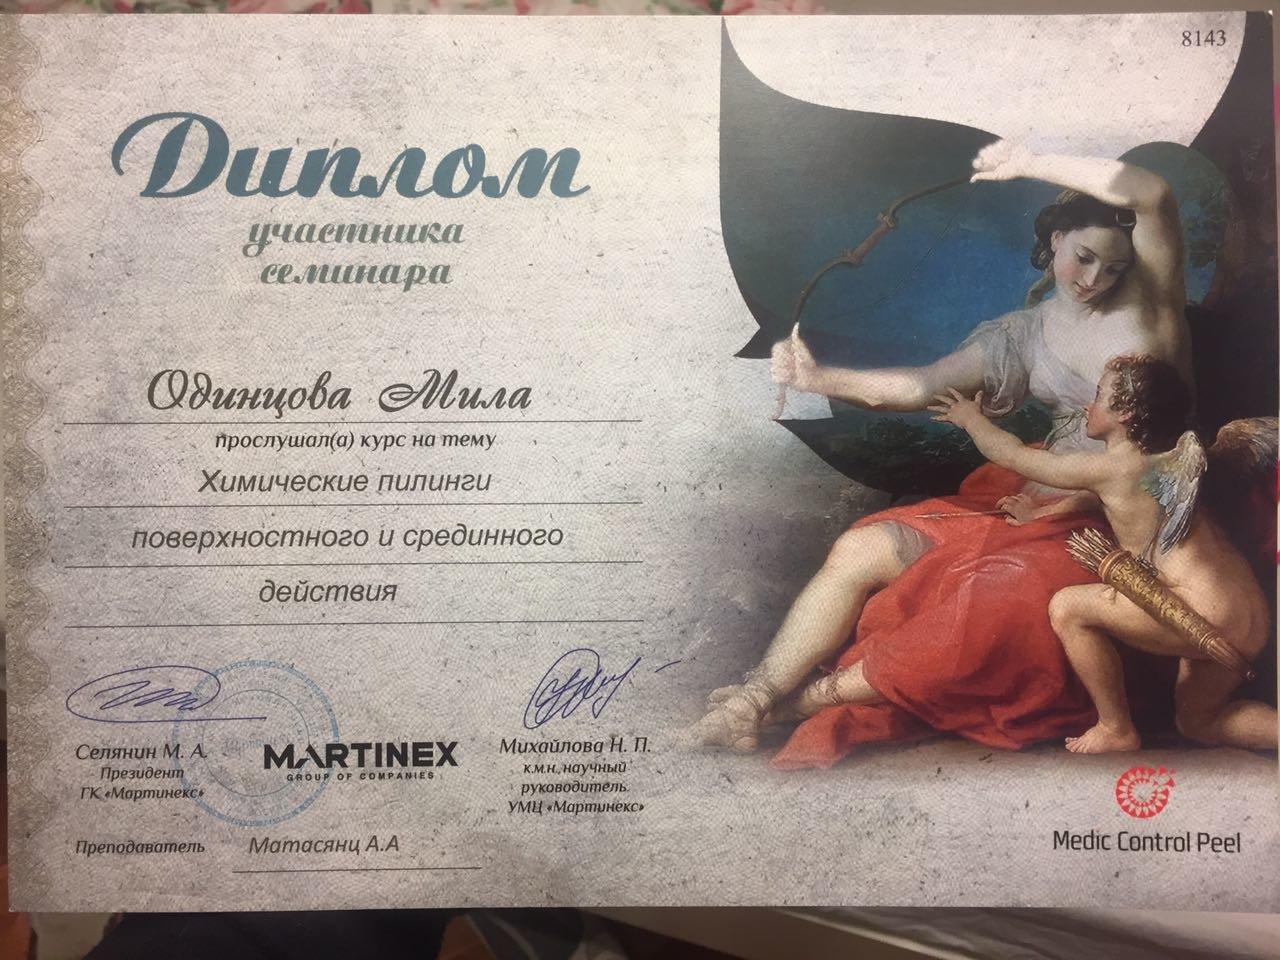 8143
Диплом
участника
семинара
Одинцова Мила
прослушал(а) курс на тему
Химические пилинги
поверхностного и срединного
действия
Селянин М. А.
Президент
ГК «Мартинекс»
MARTINEX
GROUP OF COMPANIES
Михайлова Н. П.
к.м.н., научный
руководитель
УМЦ «Мартинекс»
Преподаватель Матасянц А.А
Medic Control Peel